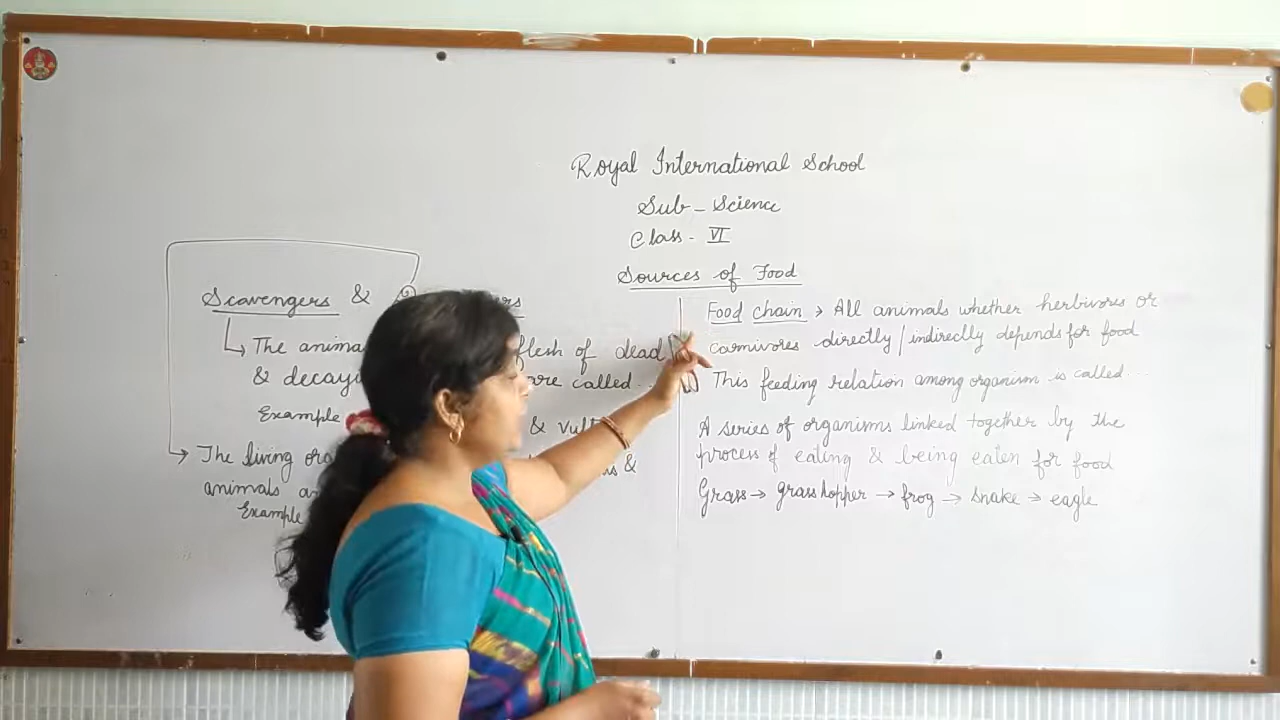 Royal International School
Sub - Science
Class - VI
Sources of Food
Scavengers &
The anima flesh of dead
& decayi are called ..
Example & vult
The living
animals
Example
Food chain → All animals whether herbivores or
carnivores directly / indirectly depends for food
This feeding relation among organism is called ...
A series of organisms linked together by the
process of eating & being eaten for food
Grass → grasshopper → frog → snake → eagle